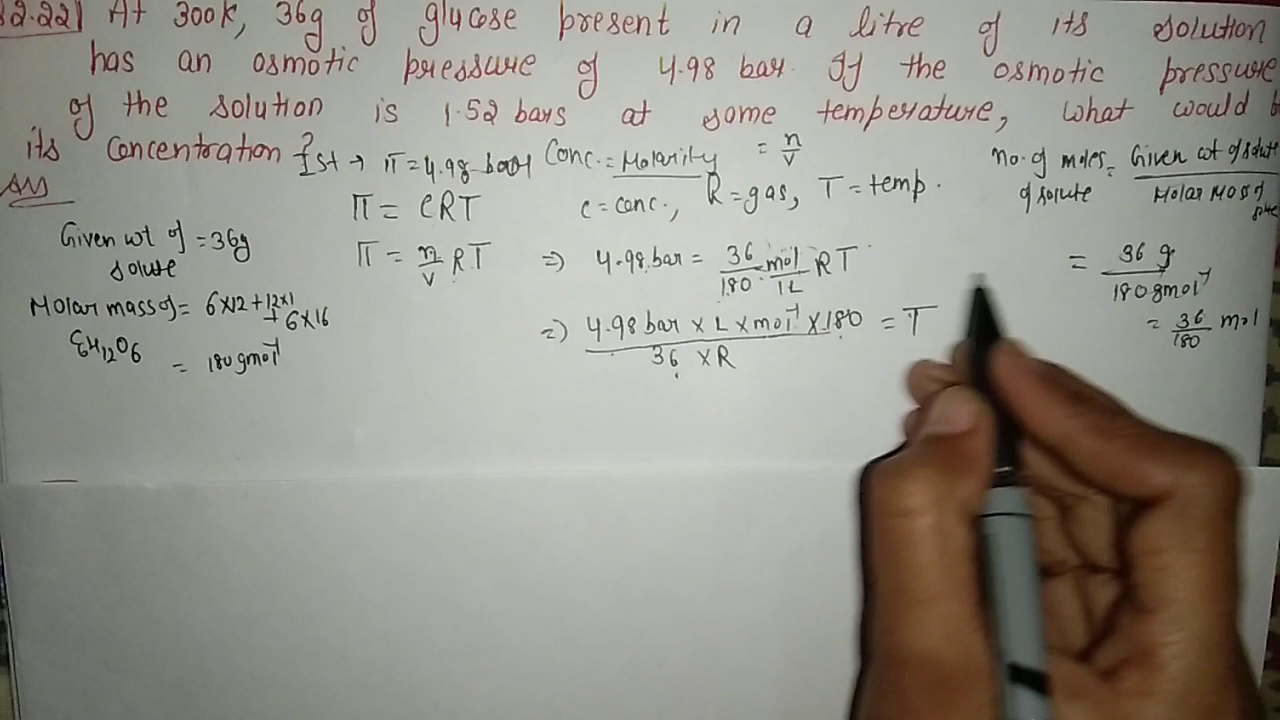 2.22] At 300k, 36g of glucose present in a litre of its solution
has an osmotic pressure of 4.98 bar. If the osmotic pressure
of the solution is 1.52 bars at some temperature, what would
its concentration?
Ans
Ist → π = 4.98 bar
Conc. = Molarity = n/v
π = CRT
c = conc., R = gas, T = temp.
no. of moles of solute = Given wt of solute / Molar mass of
Given wt of solute = 36g
π = n/v RT
⇒ 4.98 bar = 36/180 mol/1L RT
= 36 g / 180 gmol⁻¹
Molar mass of C6H12O6 = 6×12 + 12×1 + 6×16
⇒ 4.98 bar × L × mol⁻¹ × 180 / 36 × R = T
= 36/180 mol
= 180 gmol⁻¹